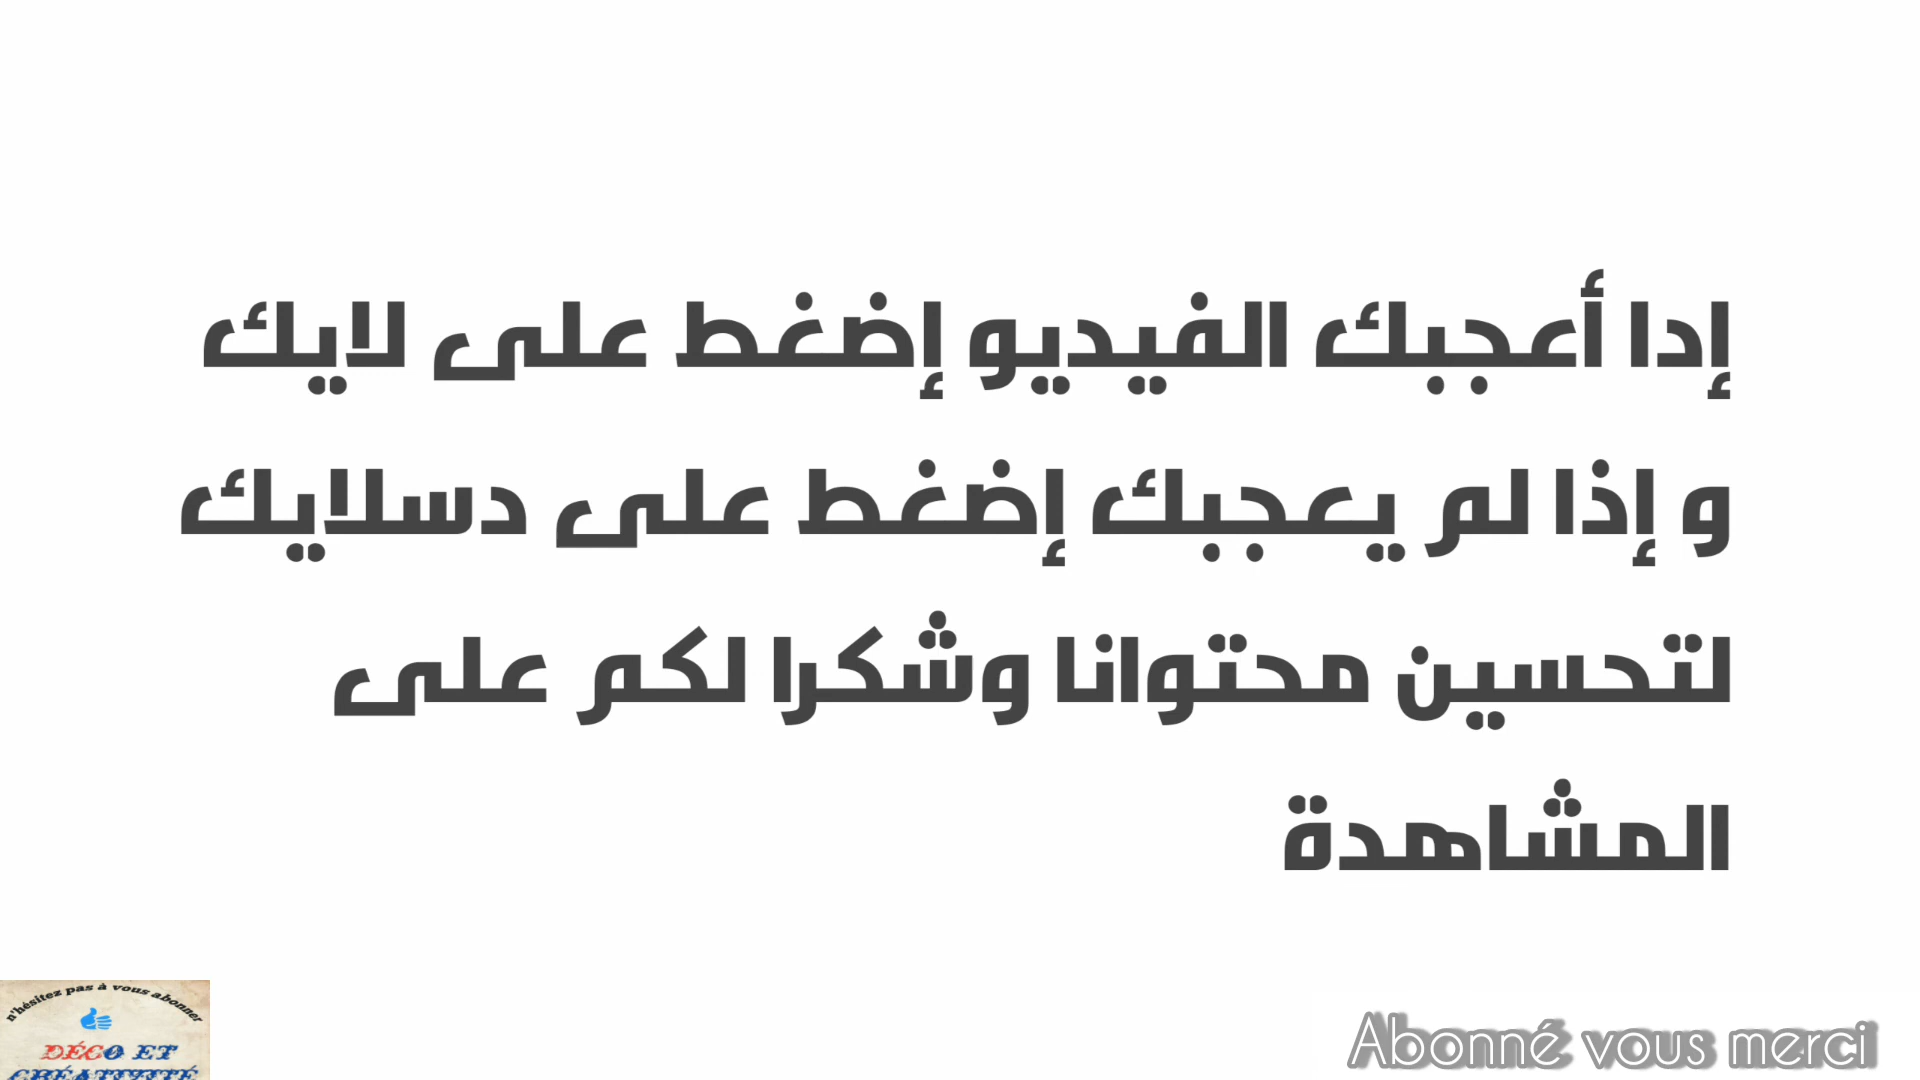 إدا أعجبك الفيديو إضغط على لايك
و إذا لم يعجبك إضغط على دسلايك
لتحسين محتوانا وشكرا لكم على
المشاهدة
n'hésitez pas à vous abonner
DÉCO ET
CRÉATIVITÉ
Abonné vous merci